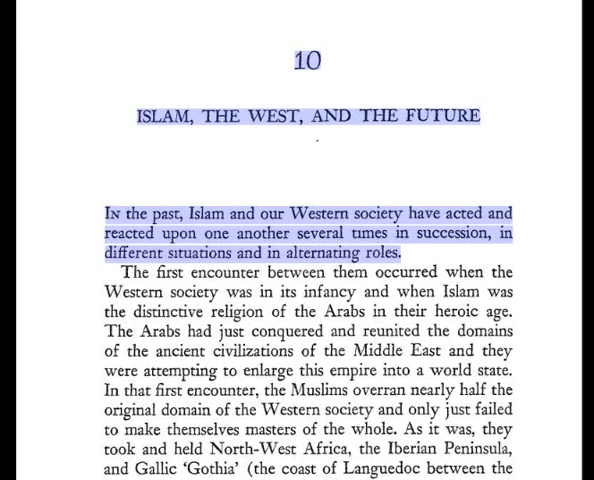 10
ISLAM, THE WEST, AND THE FUTURE
In the past, Islam and our Western society have acted and
reacted upon one another several times in succession, in
different situations and in alternating roles.
The first encounter between them occurred when the
Western society was in its infancy and when Islam was
the distinctive religion of the Arabs in their heroic age.
The Arabs had just conquered and reunited the domains
of the ancient civilizations of the Middle East and they
were attempting to enlarge this empire into a world state.
In that first encounter, the Muslims overran nearly half the
original domain of the Western society and only just failed
to make themselves masters of the whole. As it was, they
took and held North-West Africa, the Iberian Peninsula,
and Gallic ‘Gothia’ (the coast of Languedoc between the